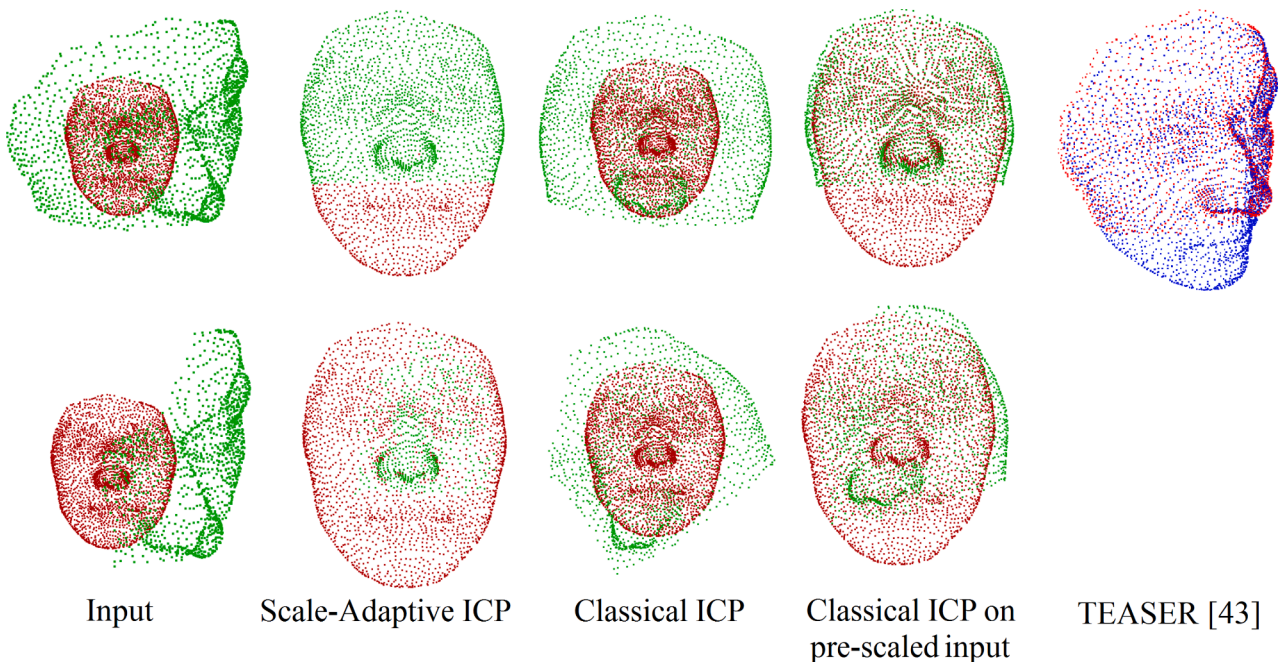 Input
Scale-Adaptive ICP
Classical ICP
Classical ICP on
pre-scaled input
TEASER [43]